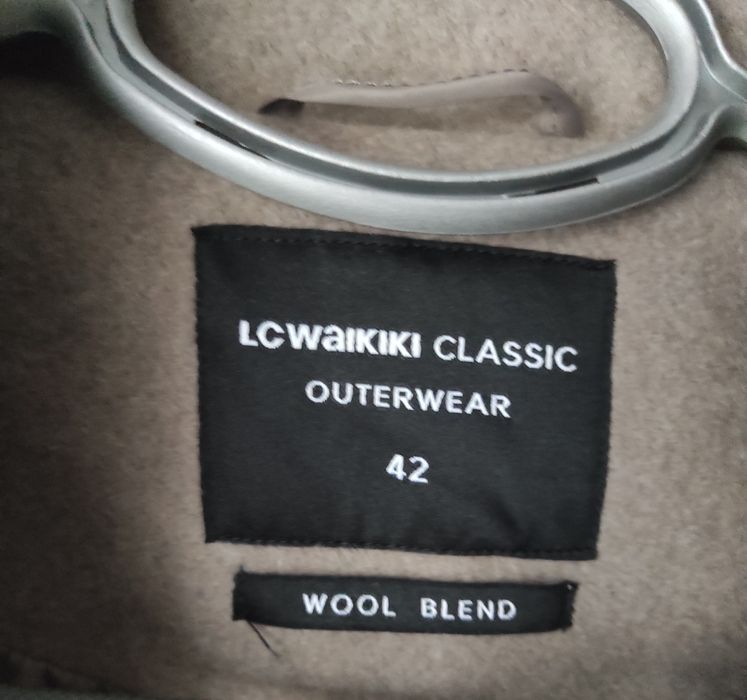 LCWaIKIKI CLASSIC
OUTERWEAR
42
WOOL BLEND